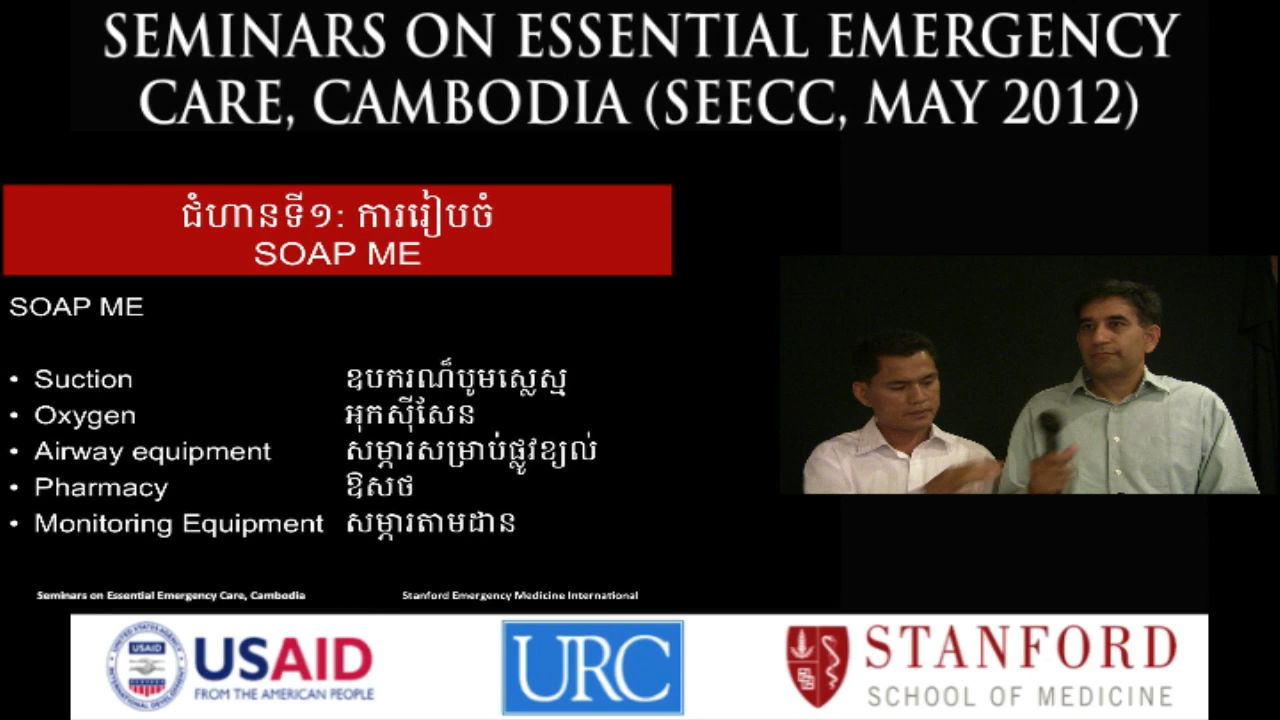 SEMINARS ON ESSENTIAL EMERGENCY
CARE, CAMBODIA (SEECC, MAY 2012)
ជំហានទី១: ការរៀបចំ
SOAP ME
SOAP ME
• Suction ឧបករណ៏បូមស្លេស្ម
• Oxygen អុកស៊ីសែន
• Airway equipment សម្ភារសម្រាប់ផ្លូវខ្យល់
• Pharmacy ឱសថ
• Monitoring Equipment សម្ភារតាមដាន
Seminars on Essential Emergency Care, Cambodia Stanford Emergency Medicine International
USAID
USAID
FROM THE AMERICAN PEOPLE
URC
STANFORD
SCHOOL OF MEDICINE